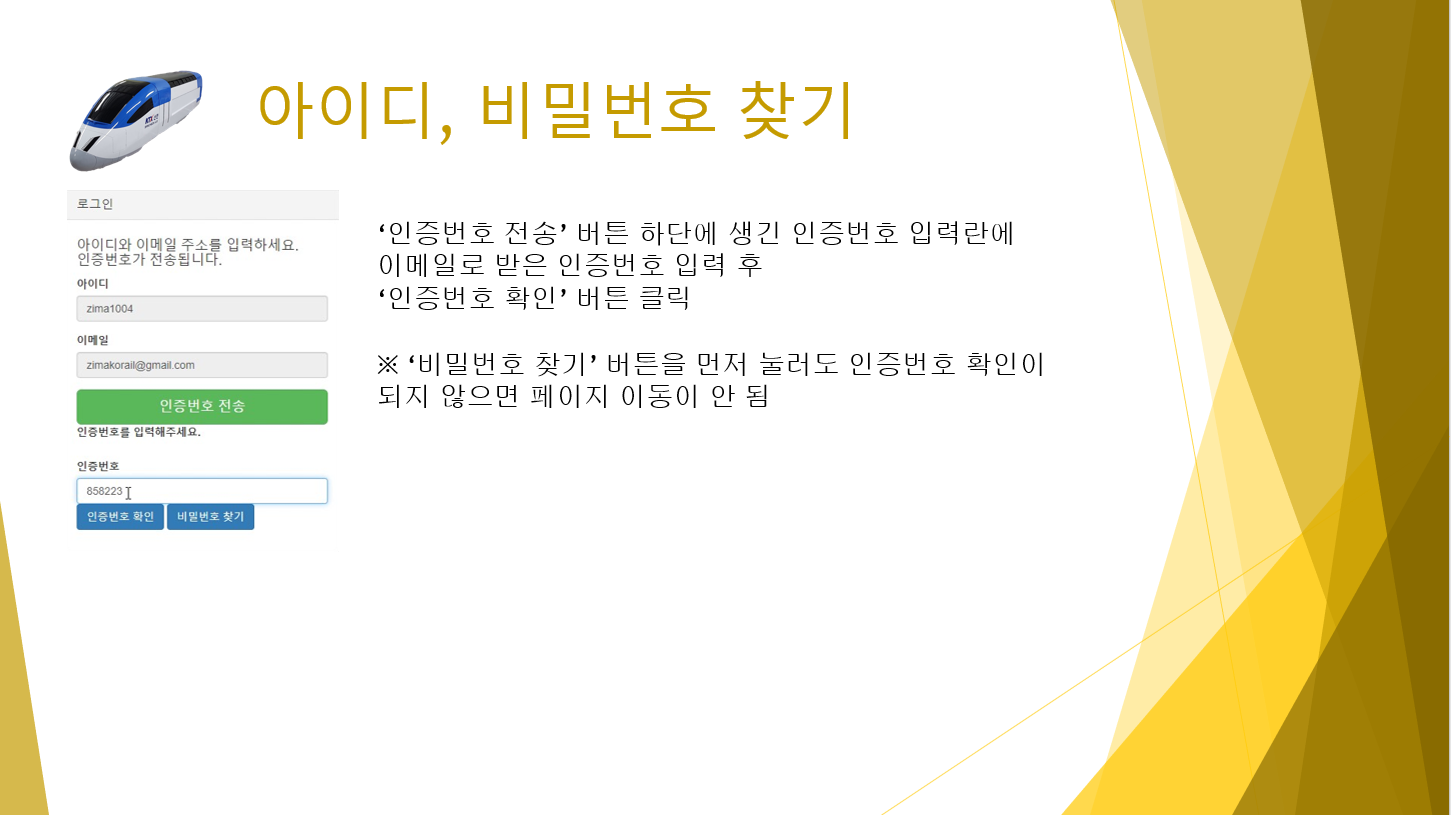 아이디, 비밀번호 찾기
로그인
아이디와 이메일 주소를 입력하세요.
인증번호가 전송됩니다.
아이디
zima1004
이메일
zimakorail@gmail.com
인증번호 전송
인증번호를 입력해주세요.
인증번호
858223
인증번호 확인 비밀번호 찾기
‘인증번호 전송’ 버튼 하단에 생긴 인증번호 입력란에
이메일로 받은 인증번호 입력 후
‘인증번호 확인’ 버튼 클릭
※ ‘비밀번호 찾기’ 버튼을 먼저 눌러도 인증번호 확인이
되지 않으면 페이지 이동이 안 됨